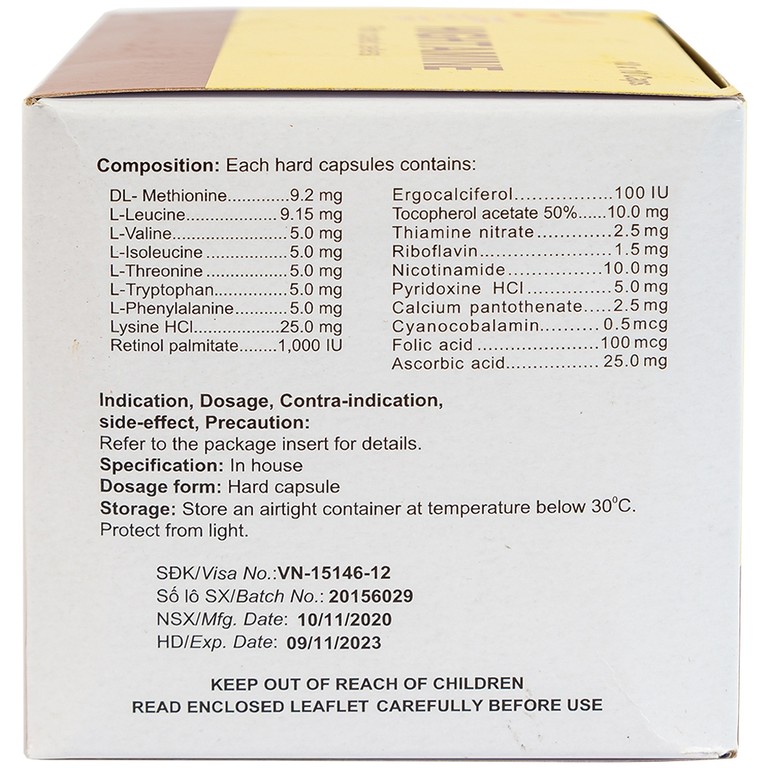 Composition: Each hard capsules contains:
DL- Methionine.............9.2 mg
L-Leucine...................9.15 mg
L-Valine........................5.0 mg
L-Isoleucine.................5.0 mg
L-Threonine.................5.0 mg
L-Tryptophan...............5.0 mg
L-Phenylalanine...........5.0 mg
Lysine HCl..................25.0 mg
Retinol palmitate........1,000 IU
Ergocalciferol.................100 IU
Tocopherol acetate 50%......10.0 mg
Thiamine nitrate.............2.5 mg
Riboflavin.......................1.5 mg
Nicotinamide................10.0 mg
Pyridoxine HCl...............5.0 mg
Calcium pantothenate.....2.5 mg
Cyanocobalamin..........0.5mcg
Folic acid.....................100 mcg
Ascorbic acid................25.0 mg
Indication, Dosage, Contra-indication,
side-effect, Precaution:
Refer to the package insert for details.
Specification: In house
Dosage form: Hard capsule
Storage: Store an airtight container at temperature below 30°C.
Protect from light.
SĐK/Visa No.:VN-15146-12
Số lô SX/Batch No.: 20156029
NSX/Mfg. Date: 10/11/2020
HD/Exp. Date: 09/11/2023
KEEP OUT OF REACH OF CHILDREN
READ ENCLOSED LEAFLET CAREFULLY BEFORE USE